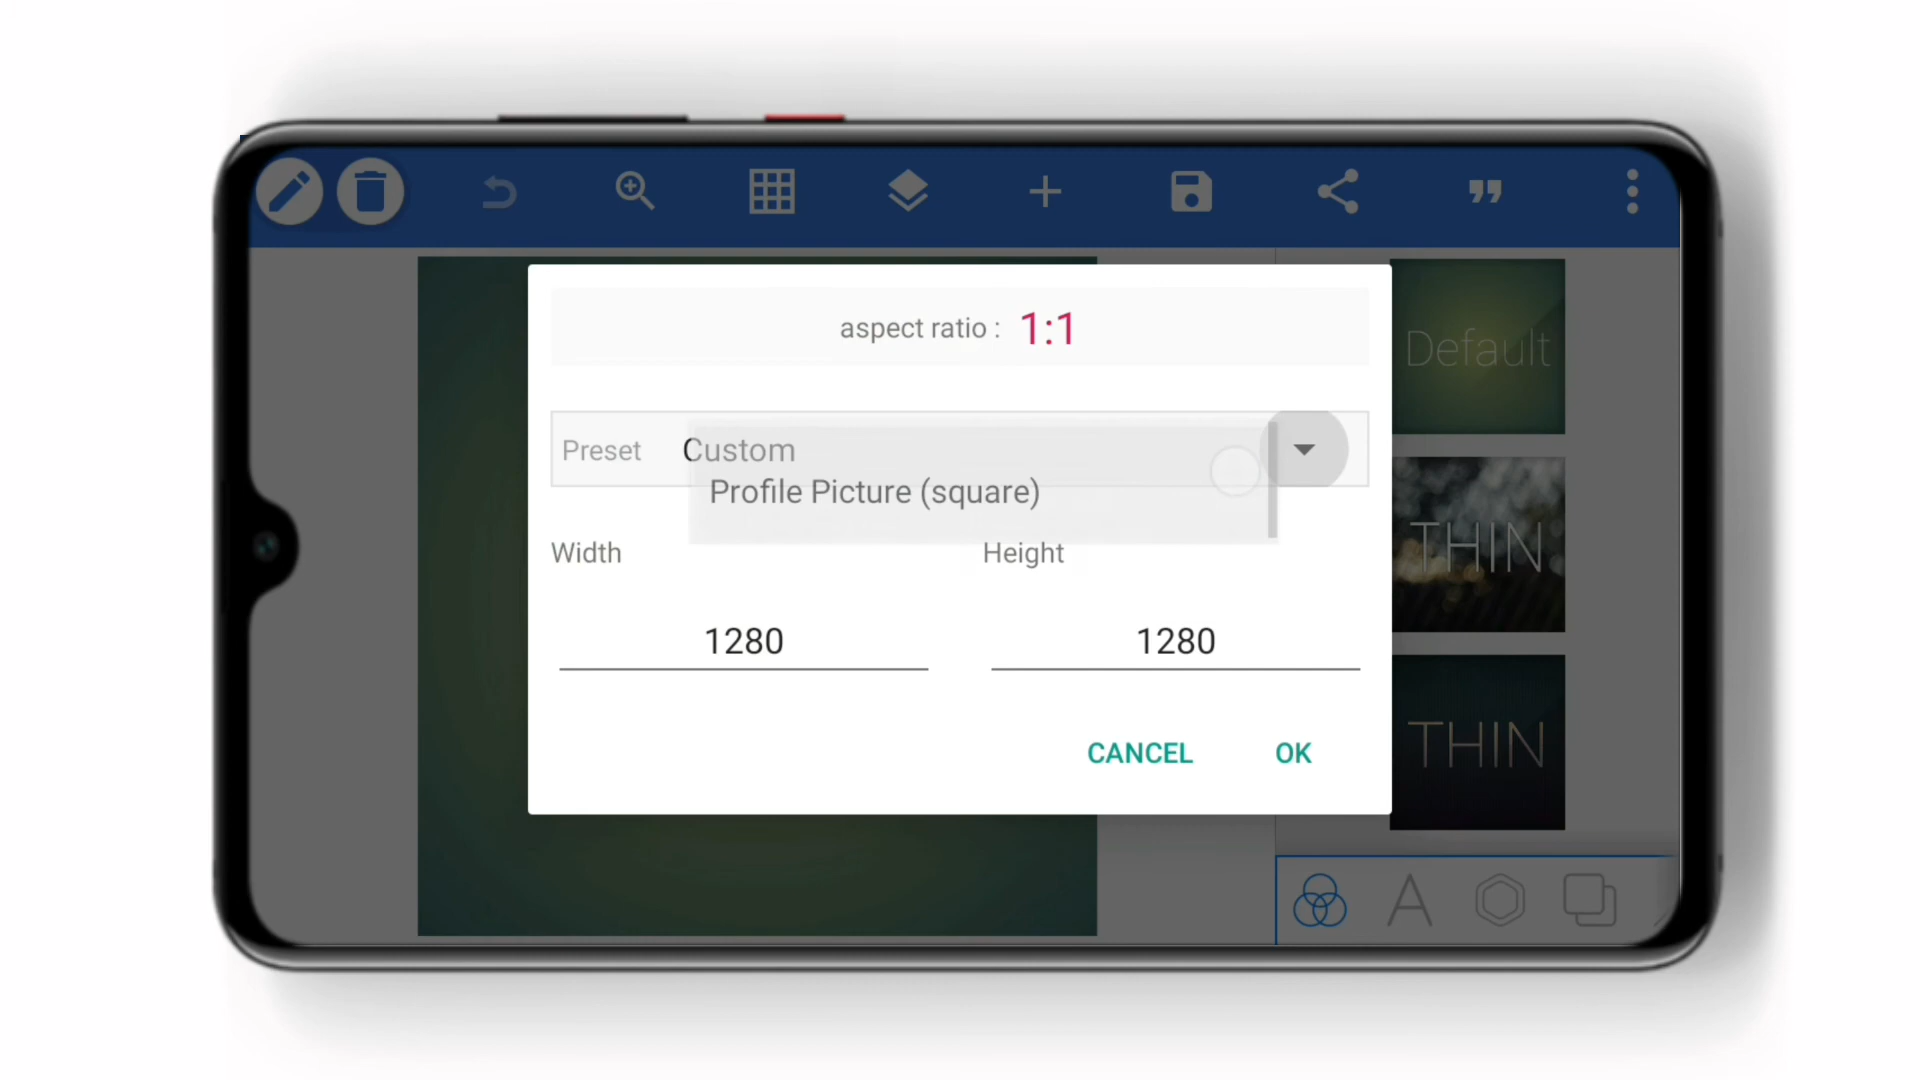 aspect ratio : 1:1
Preset Custom
Profile Picture (square)
Width Height
1280 1280
CANCEL OK
Default
THIN
THIN
A